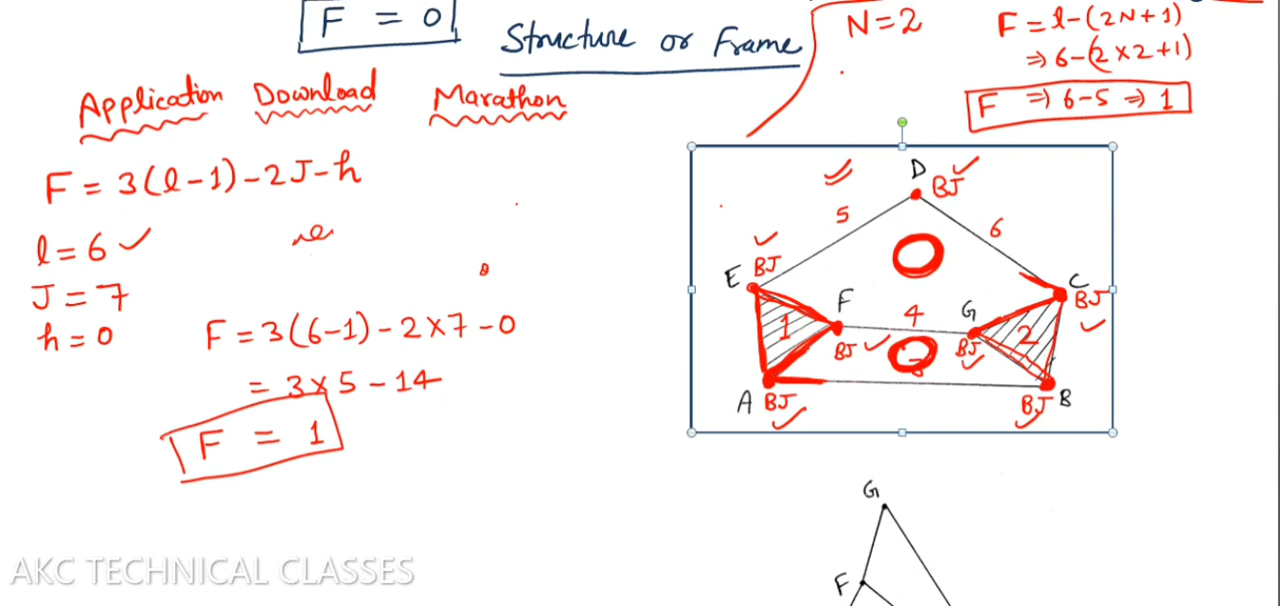 F = 0
Structure or Frame
N=2
F = l-(2N+1)
⇒ 6-(2×2+1)
F ⇒ 6-5 ⇒ 1
Application Download Marathon
F = 3(l-1)-2J-h
l = 6 ✓
J = 7
h = 0
F = 3(6-1)-2×7-0
= 3×5-14
F = 1
D BJ ✓
5
6
E BJ ✓
C BJ ✓
F BJ ✓
4
G BJ ✓
1
2
3
A BJ ✓
BJ B ✓
G
F
AKC TECHNICAL CLASSES